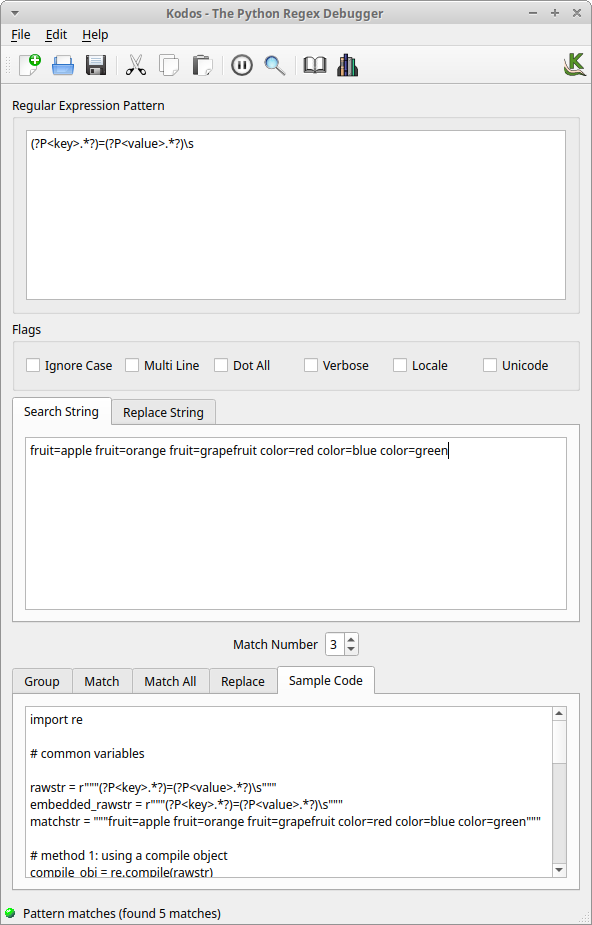 Kodos - The Python Regex Debugger
File Edit Help
K
Regular Expression Pattern
(?P<key>.*?)=(?P<value>.*?)\s
Flags
Ignore Case Multi Line Dot All Verbose Locale Unicode
Search String Replace String
fruit=apple fruit=orange fruit=grapefruit color=red color=blue color=green
Match Number 3
Group Match Match All Replace Sample Code
import re
# common variables
rawstr = r"""(?P<key>.*?)=(?P<value>.*?)\s"""
embedded_rawstr = r"""(?P<key>.*?)=(?P<value>.*?)\s"""
matchstr = """fruit=apple fruit=orange fruit=grapefruit color=red color=blue color=green"""
# method 1: using a compile object
compile_obj = re.compile(rawstr)
Pattern matches (found 5 matches)